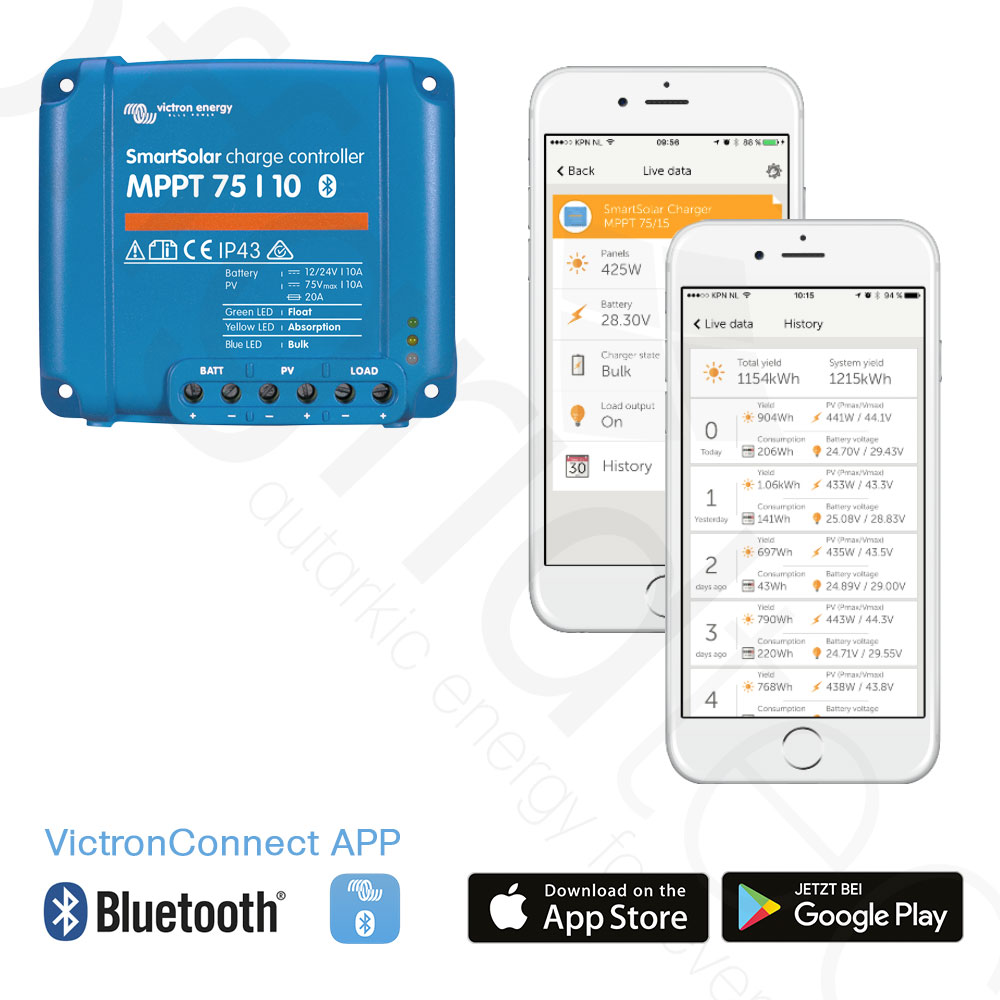 victron energy
BLUE POWER
SmartSolar charge controller
MPPT 75 | 10
IP43
Battery 12/24V | 10A
PV 75Vmax | 10A
20A
Green LED Float
Yellow LED Absorption
Blue LED Bulk
BATT PV LOAD
+ − − + − +
KPN NL 09:56 88 %
Back Live data
SmartSolar Charger
MPPT 75/15
Panels
425W
Battery
28.30V
Charger state
Bulk
Load output
On
30 History
KPN NL 10:15 94 %
Live data History
Total yield System yield
1154kWh 1215kWh
Yield PV (Pmax/Vmax)
904Wh 441W / 44.1V
0
Today
Consumption Battery voltage
206Wh 24.70V / 29.43V
Yield PV (Pmax/Vmax)
1.06kWh 433W / 43.3V
1
Yesterday
Consumption Battery voltage
141Wh 25.08V / 28.83V
Yield PV (Pmax/Vmax)
697Wh 435W / 43.5V
2
days ago
Consumption Battery voltage
43Wh 24.89V / 29.00V
Yield PV (Pmax/Vmax)
790Wh 443W / 44.3V
3
days ago
Consumption Battery voltage
220Wh 24.71V / 29.55V
Yield PV (Pmax/Vmax)
768Wh 438W / 43.8V
4
Consumption Battery voltage
autarkic energy for ever
VictronConnect APP
Bluetooth®
Download on the
App Store
JETZT BEI
Google Play